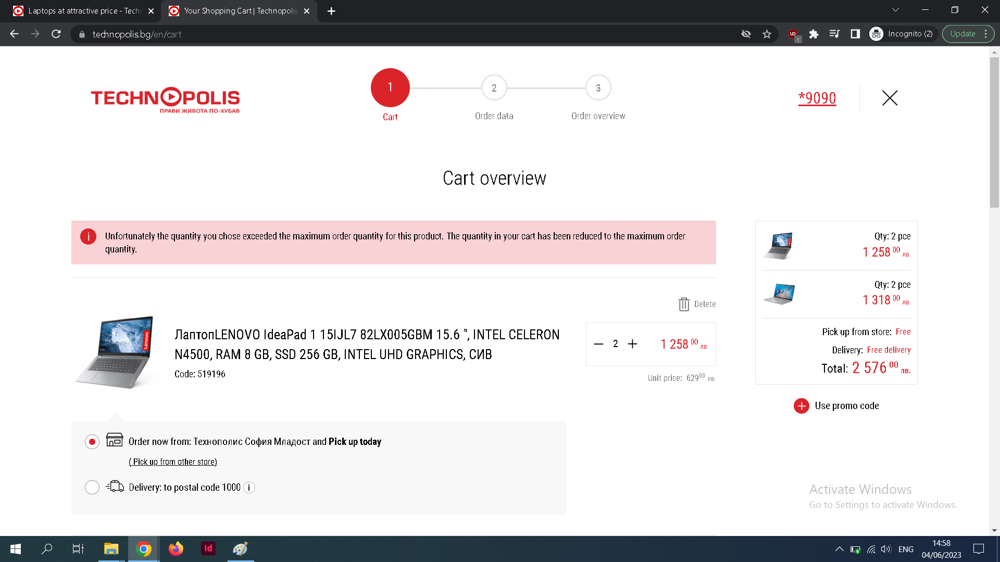 Laptops at attractive price - Techn
Your Shopping Cart | Technopolis
technopolis.bg/en/cart
1
Incognito (2)
Update
TECHNOPOLIS
ПРАВИ ЖИВОТА ПО-ХУБАВ
1
2
3
Cart
Order data
Order overview
*9090
Cart overview
Unfortunately the quantity you chose exceeded the maximum order quantity for this product. The quantity in your cart has been reduced to the maximum order
quantity.
Delete
ЛаптопLENOVO IdeaPad 1 15IJL7 82LX005GBM 15.6 ", INTEL CELERON
N4500, RAM 8 GB, SSD 256 GB, INTEL UHD GRAPHICS, СИВ
Code: 519196
2
1 258 00 лв.
Unit price: 629 00 лв.
Order now from: Технополис София Младост and Pick up today
( Pick up from other store)
Delivery: to postal code 1000
Qty: 2 pce
1 258 00 лв.
Qty: 2 pce
1 318 00 лв.
Pick up from store: Free
Delivery: Free delivery
Total: 2 576 00 лв.
Use promo code
Activate Windows
Go to Settings to activate Windows.
Id
ENG
14:58
04/06/2023